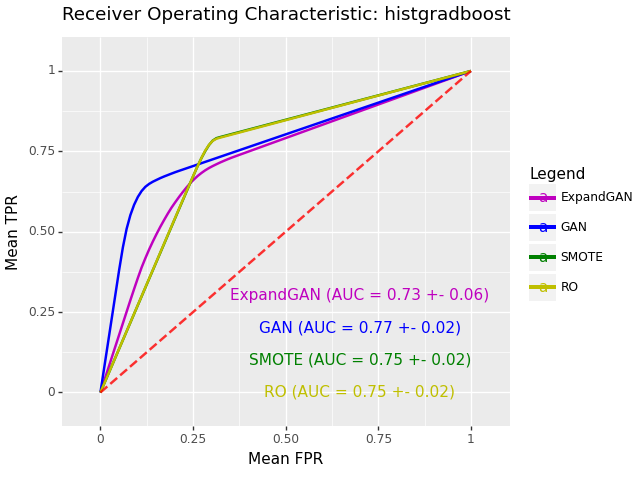 Receiver Operating Characteristic: histgradboost
1
0.75
0.50
0.25
0
Mean TPR
ExpandGAN (AUC = 0.73 +- 0.06)
GAN (AUC = 0.77 +- 0.02)
SMOTE (AUC = 0.75 +- 0.02)
RO (AUC = 0.75 +- 0.02)
0 0.25 0.50 0.75 1
Mean FPR
Legend
a ExpandGAN
a GAN
a SMOTE
a RO